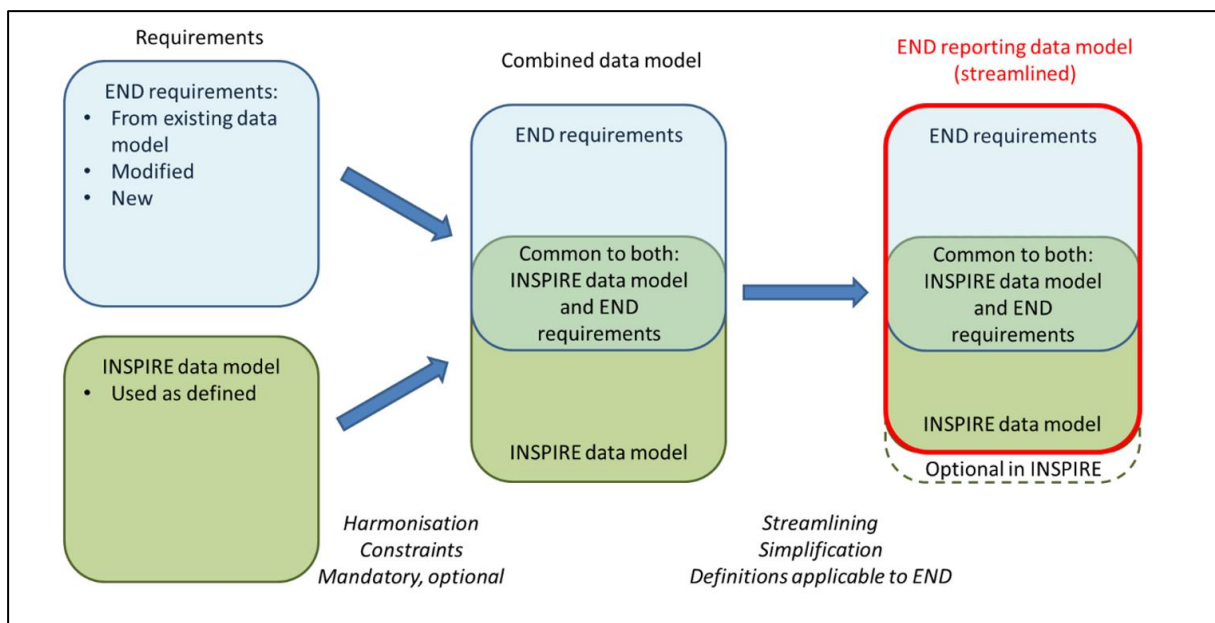 Requirements
END requirements:
• From existing data
model
• Modified
• New
INSPIRE data model
• Used as defined
Harmonisation
Constraints
Mandatory, optional
Combined data model
END requirements
Common to both:
INSPIRE data model
and END
requirements
INSPIRE data model
Streamlining
Simplification
Definitions applicable to END
END reporting data model
(streamlined)
END requirements
Common to both:
INSPIRE data model
and END
requirements
INSPIRE data model
Optional in INSPIRE